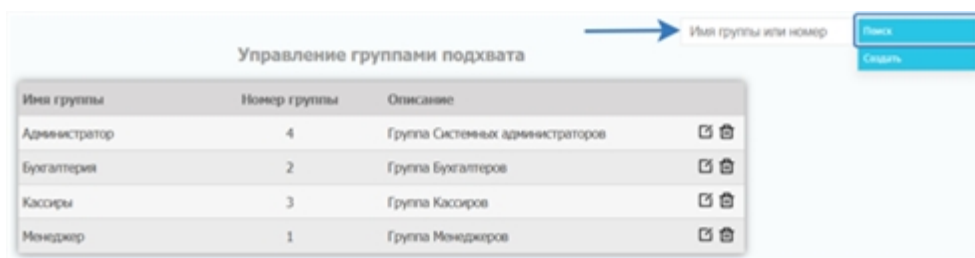 Имя группы или номер Поиск
Создать
Управление группами подхвата
Имя группы Номер группы Описание
Администратор 4 Группа Системных администраторов
Бухгалтерия 2 Группа Бухгалтеров
Кассиры 3 Группа Кассиров
Менеджер 1 Группа Менеджеров